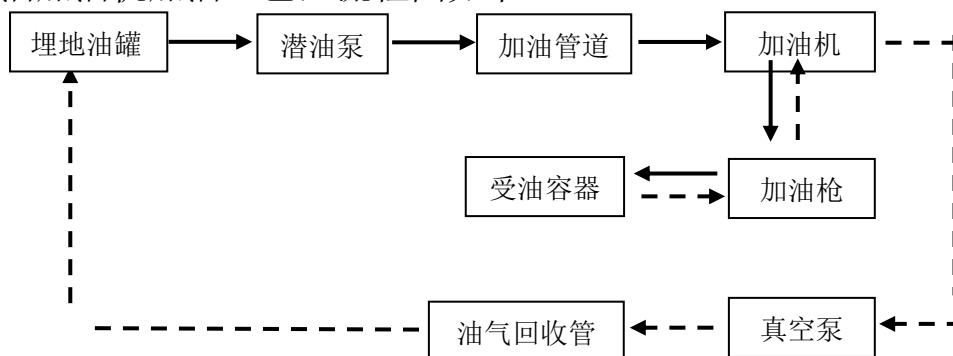 埋地油罐
潜油泵
加油管道
加油机
受油容器
加油枪
油气回收管
真空泵